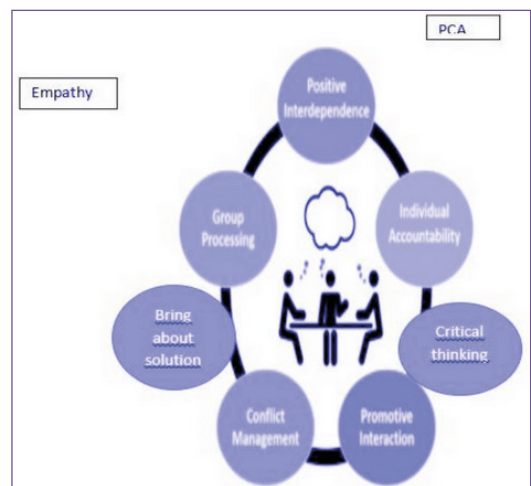 PCA
Empathy
Positive
Interdependence
Group
Processing
Individual
Accountability
Bring
about
solution
Critical
thinking
Conflict
Management
Promotive
Interaction